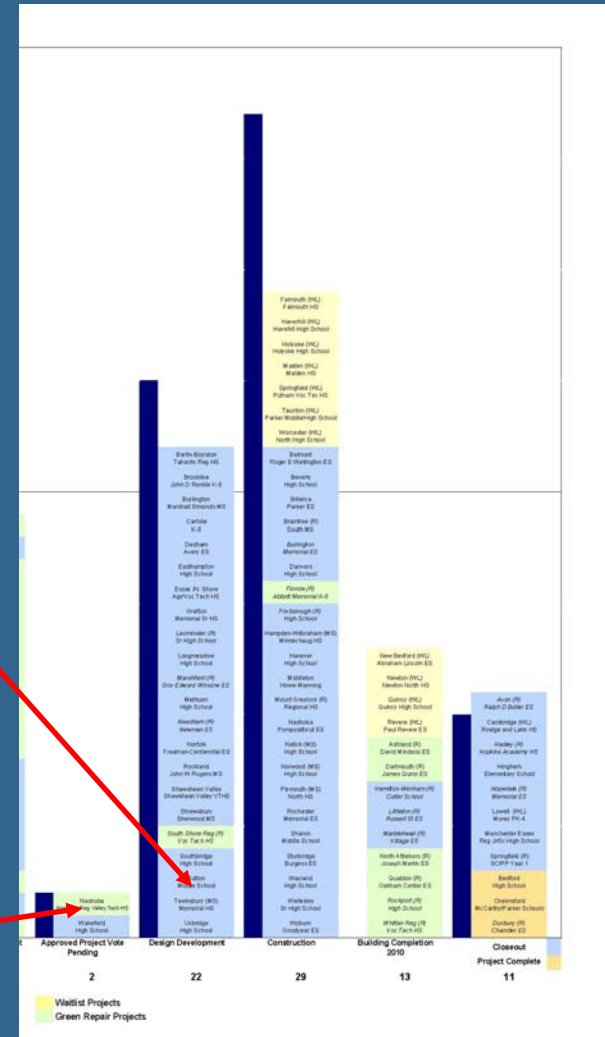 Nashoba
Valley Tech HS
Wakefield
High School
Approved Project Vote
Pending
2
Berlin-Boylston
Tahanto Reg HS
Brookline
John D Runkle K-8
Burlington
Marshall Simonds MS
Carlisle
K-8
Dedham
Avery ES
Easthampton
High School
Essex
Agr/Voc Tech HS
Grafton
Memorial Sr HS
Leominster (R)
Sr High School
Longmeadow
High School
Marshfield (R)
Gov Edward Winslow ES
Methuen
High School
Needham (R)
Newman ES
Norfolk
Freeman-Centennial ES
Rockland
John W Rogers MS
Shawsheen Valley
Shawsheen Valley VTHS
Shrewsbury
Sherwood MS
South Shore Reg (R)
Voc Tech HS
Southbridge
High School
School
Tewksbury (MS)
Memorial HS
Uxbridge
High School
Design Development
22
Falmouth (WL)
Falmouth HS
Haverhill (WL)
Haverhill High School
Holyoke (WL)
Holyoke High School
Malden (WL)
Malden HS
Springfield (WL)
Putnam Voc Tec HS
Taunton (WL)
Parker Middle/High School
Worcester (WL)
North High School
Belmont
Roger E Wellington ES
Beverly
High School
Billerica
Parker ES
Braintree (R)
South MS
Burlington
Memorial ES
Danvers
High School
Florida (R)
Abbott Memorial K-8
Foxborough (R)
High School
Hampden-Wilbraham (MS)
Minnechaug HS
Hanover
High School
Middleton
Howe-Manning
Mount Greylock (R)
Regional HS
Nashoba
Pompositticut ES
Natick (MS)
High School
Norwood (MS)
High School
Plymouth (MS)
North HS
Rochester
Memorial ES
Sharon
Middle School
Sturbridge
Burgess ES
Wayland
High School
Wellesley
Sr High School
Woburn
Goodyear ES
Construction
29
New Bedford (WL)
Abraham Lincoln ES
Newton (WL)
Newton North HS
Quincy (WL)
Quincy High School
Revere (WL)
Paul Revere ES
Ashland (R)
David Mindess ES
Dartmouth (R)
James Quinn ES
Hamilton-Wenham (R)
Cutler School
Littleton (R)
Russell St ES
Marblehead (R)
Village ES
North Attleboro (R)
Joseph Martin ES
Quabbin (R)
Oakham Center ES
Rockport (R)
High School
Whittier Reg (R)
Voc Tech HS
Building Completion
2010
13
Avon (R)
Ralph D Butler ES
Cambridge (WL)
Rindge and Latin HS
Hadley (R)
Hopkins Academy HS
Hingham
Elementary School
Hopedale (R)
Memorial ES
Lowell (WL)
Morey PK-4
Manchester Essex
Reg Jr/Sr High School
Springfield (R)
SCIPP Year 1
Bedford
High School
Chelmsford
McCarthy/Parker Schools
Duxbury (R)
Chandler ES
Closeout
Project Complete
11
Waitlist Projects
Green Repair Projects